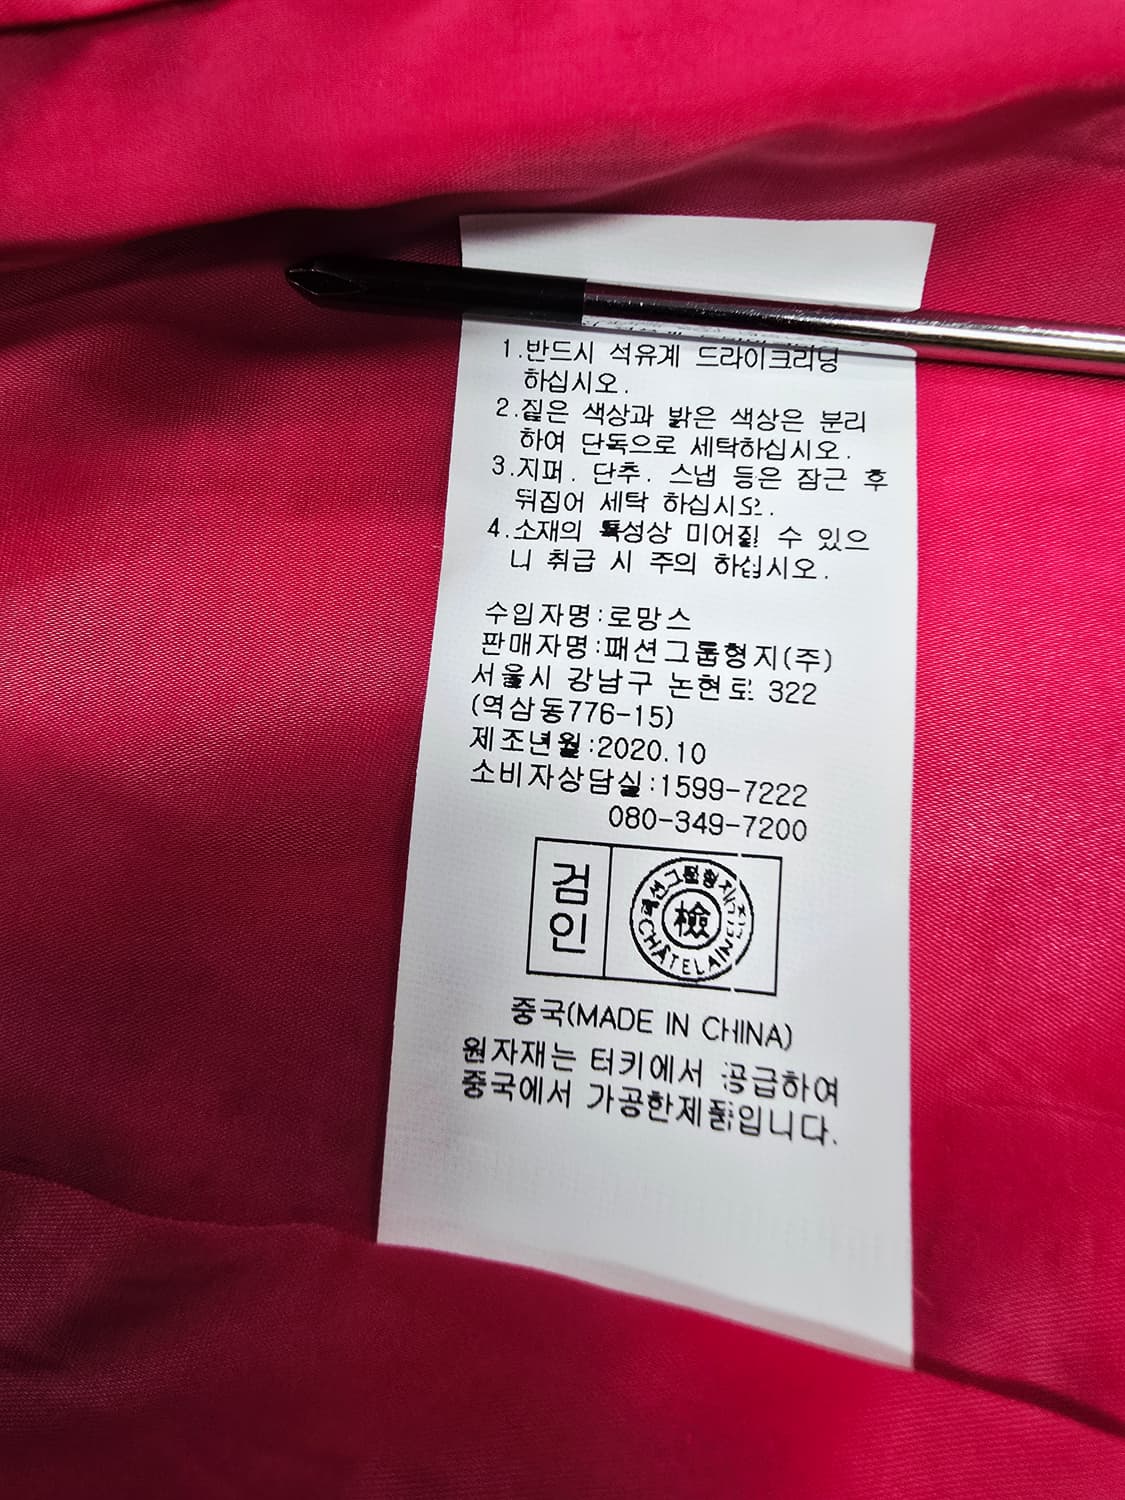 1.반드시 석유계 드라이크리닝
하십시오.
2.짙은 색상과 밝은 색상은 분리
하여 단독으로 세탁하십시오.
3.지퍼. 단추. 스냅 등은 잠근 후
뒤집어 세탁 하십시오.
4.소재의 특성상 미어질 수 있으
니 취급 시 주의 하십시오.
수입자명:로망스
판매자명:패션그룹형지(주)
서울시 강남구 논현로 322
(역삼동776-15)
제조년월:2020.10
소비자상담실:1599-7222
080-349-7200
검
인
패션그룹형지
檢
CHÂTELAINE
중국(MADE IN CHINA)
원자재는 터키에서 공급하여
중국에서 가공한제품입니다.